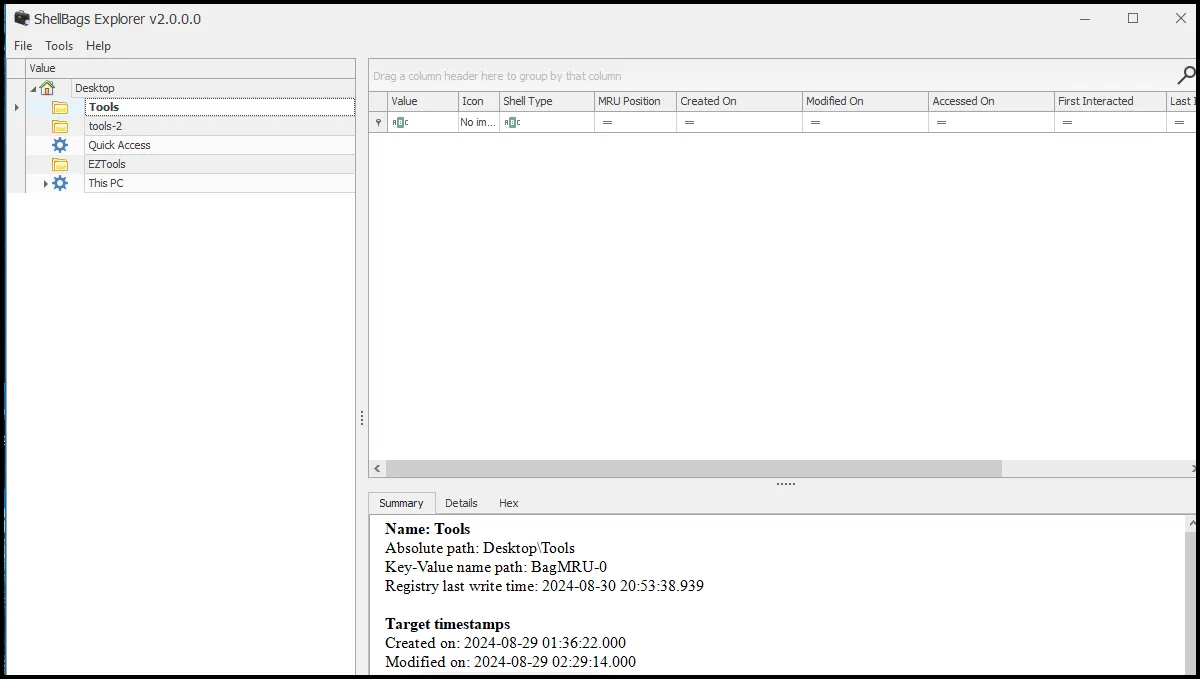 ShellBags Explorer v2.0.0.0
File Tools Help
Value
Desktop
Tools
tools-2
Quick Access
EZTools
This PC
Drag a column header here to group by that column
Value Icon Shell Type MRU Position Created On Modified On Accessed On First Interacted Last I
No im...
Summary Details Hex
Name: Tools
Absolute path: Desktop\Tools
Key-Value name path: BagMRU-0
Registry last write time: 2024-08-30 20:53:38.939
Target timestamps
Created on: 2024-08-29 01:36:22.000
Modified on: 2024-08-29 02:29:14.000